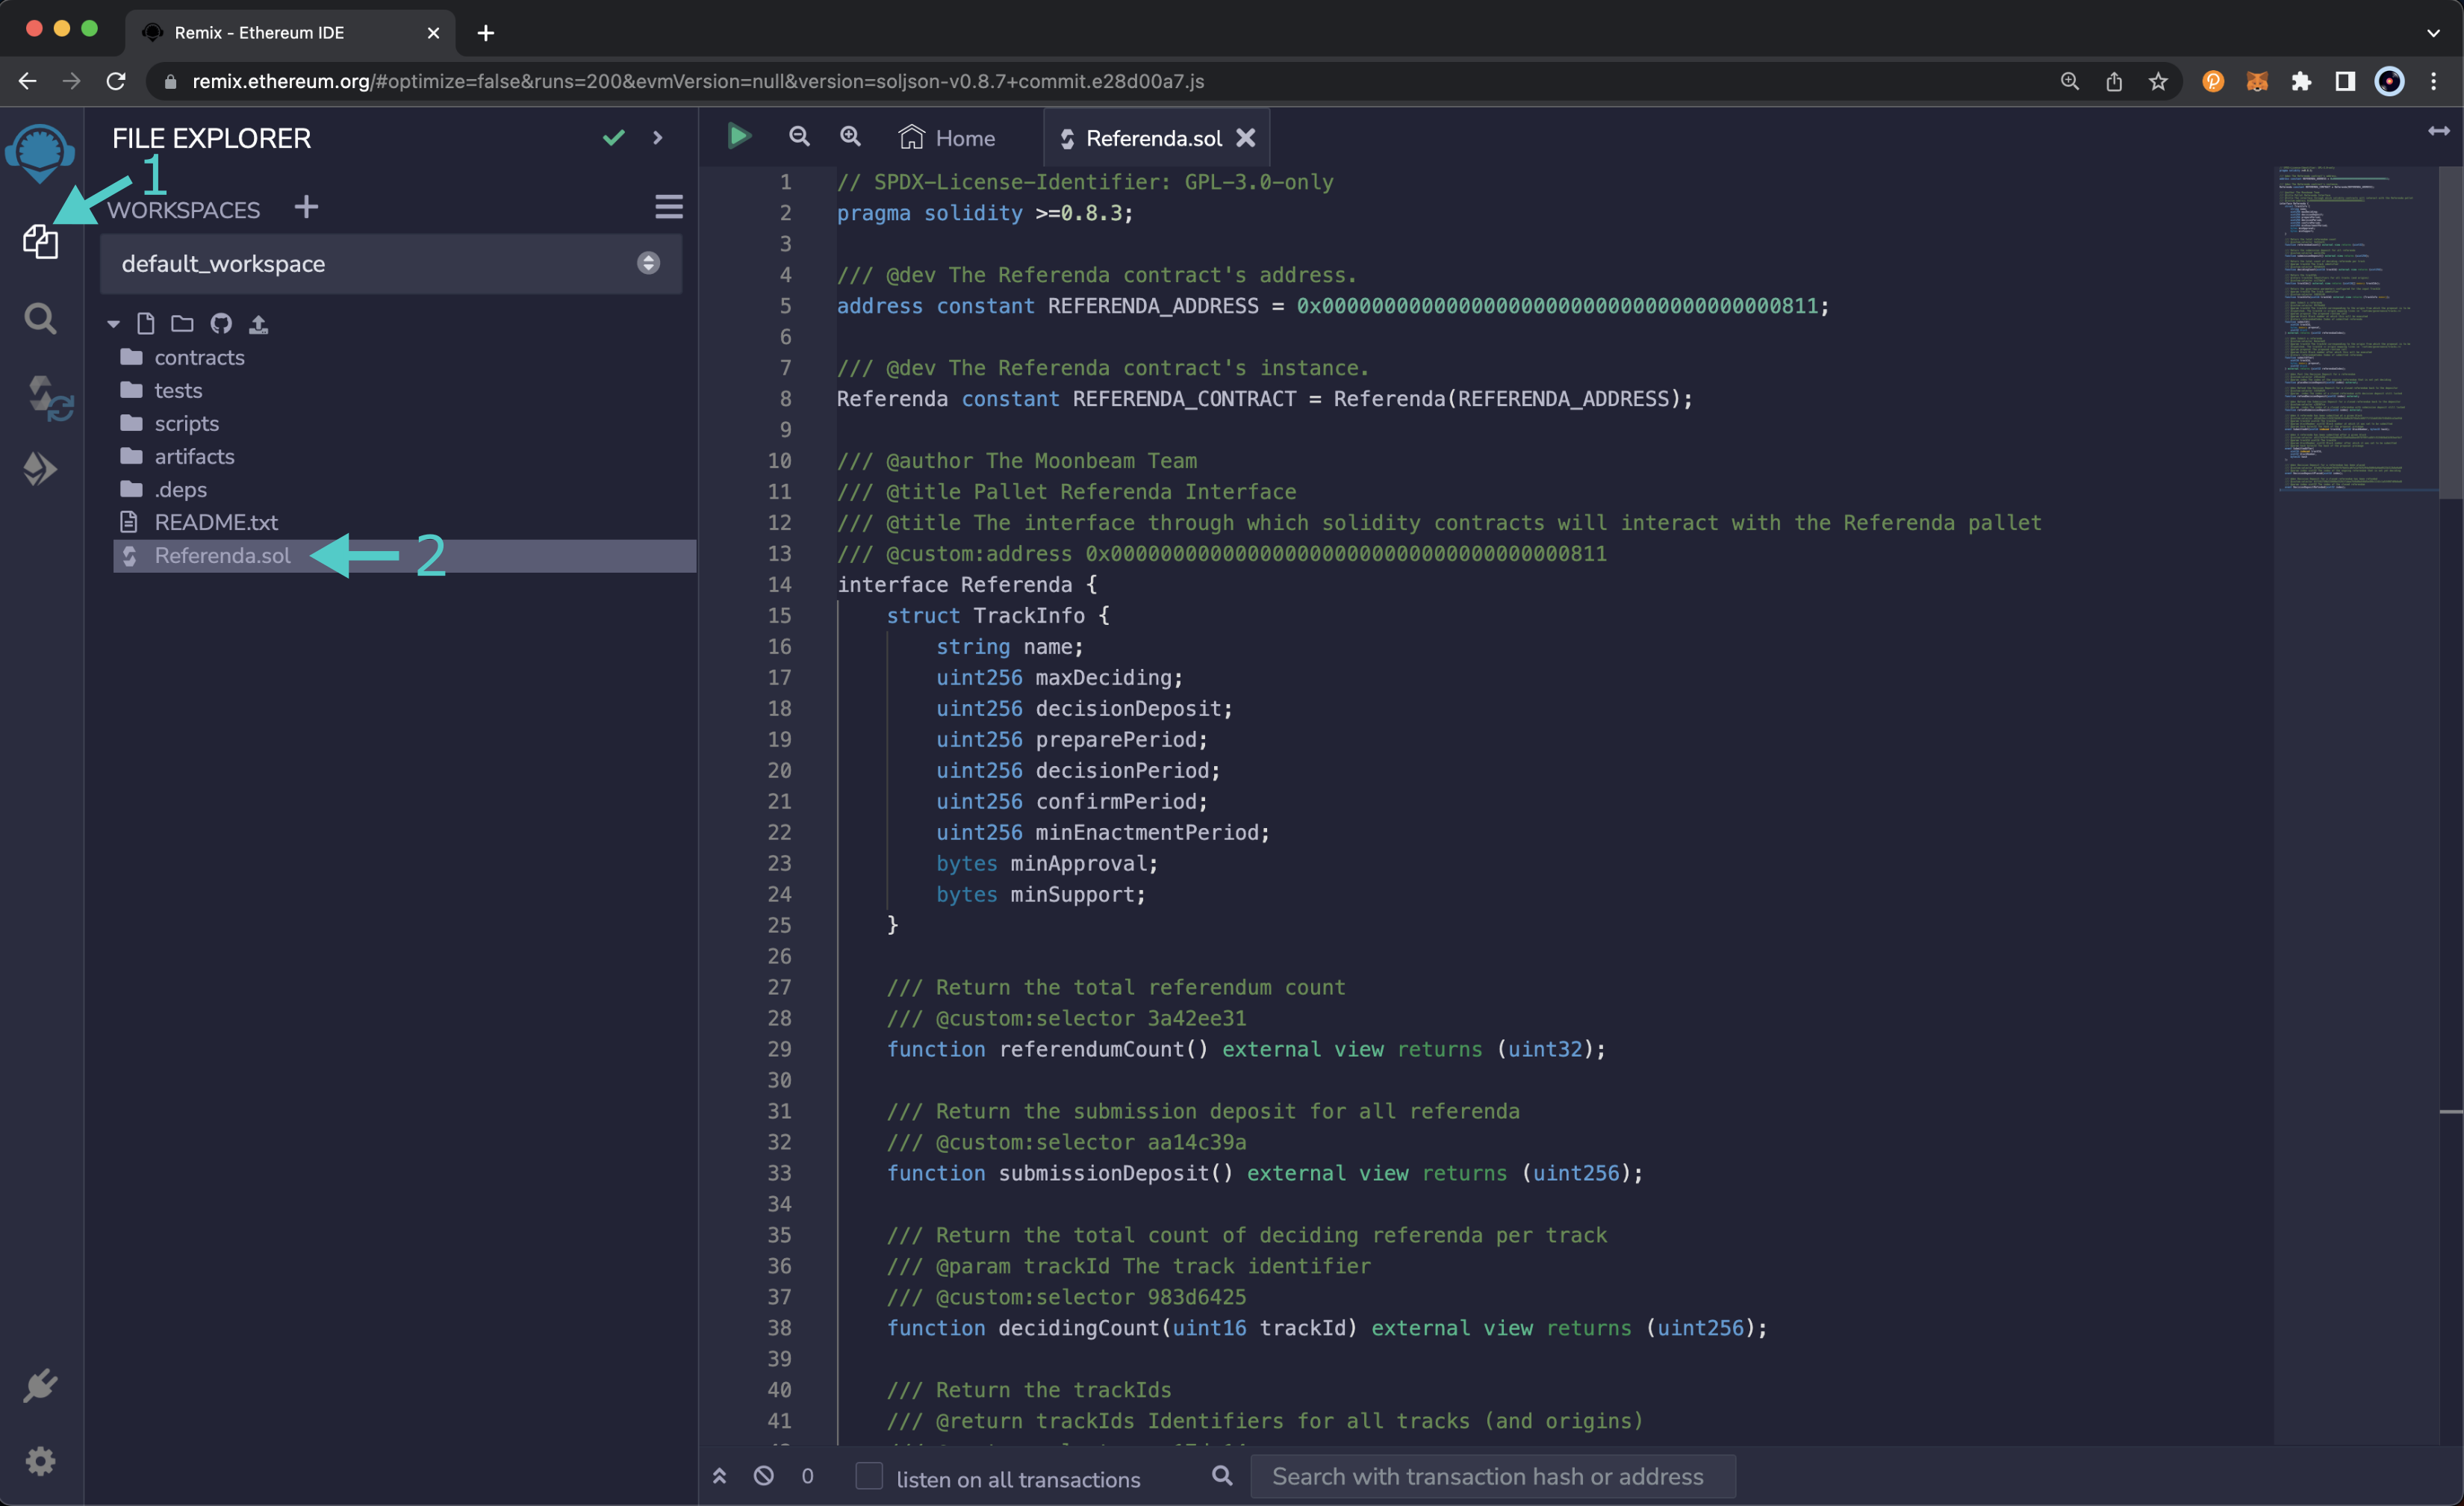 Remix - Ethereum IDE
remix.ethereum.org/#optimize=false&runs=200&evmVersion=null&version=soljson-v0.8.7+commit.e28d00a7.js
FILE EXPLORER
1
WORKSPACES
default_workspace
contracts
tests
scripts
artifacts
.deps
README.txt
Referenda.sol
2
Home
Referenda.sol
1 // SPDX-License-Identifier: GPL-3.0-only
2 pragma solidity >=0.8.3;
3
4 /// @dev The Referenda contract's address.
5 address constant REFERENDA_ADDRESS = 0x0000000000000000000000000000000000000811;
6
7 /// @dev The Referenda contract's instance.
8 Referenda constant REFERENDA_CONTRACT = Referenda(REFERENDA_ADDRESS);
9
10 /// @author The Moonbeam Team
11 /// @title Pallet Referenda Interface
12 /// @title The interface through which solidity contracts will interact with the Referenda pallet
13 /// @custom:address 0x0000000000000000000000000000000000000811
14 interface Referenda {
15 struct TrackInfo {
16 string name;
17 uint256 maxDeciding;
18 uint256 decisionDeposit;
19 uint256 preparePeriod;
20 uint256 decisionPeriod;
21 uint256 confirmPeriod;
22 uint256 minEnactmentPeriod;
23 bytes minApproval;
24 bytes minSupport;
25 }
26
27 /// Return the total referendum count
28 /// @custom:selector 3a42ee31
29 function referendumCount() external view returns (uint32);
30
31 /// Return the submission deposit for all referenda
32 /// @custom:selector aa14c39a
33 function submissionDeposit() external view returns (uint256);
34
35 /// Return the total count of deciding referenda per track
36 /// @param trackId The track identifier
37 /// @custom:selector 983d6425
38 function decidingCount(uint16 trackId) external view returns (uint256);
39
40 /// Return the trackIds
41 /// @return trackIds Identifiers for all tracks (and origins)
0
listen on all transactions
Search with transaction hash or address